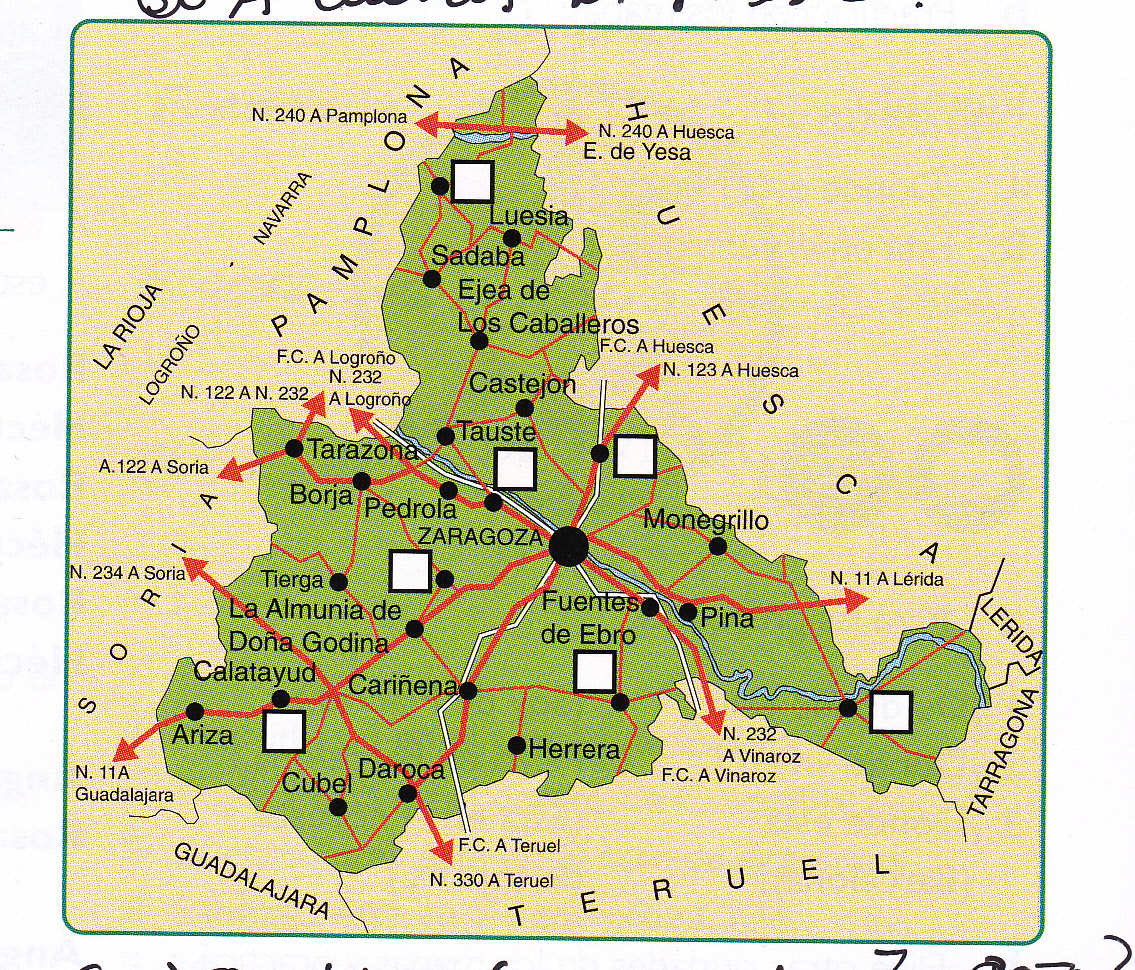 PAMPLONA
HUESCA
N. 240 A Pamplona
N. 240 A Huesca
E. de Yesa
NAVARRA
Luesia
Sadaba
Ejea de
Los Caballeros
LA RIOJA
LOGROÑO
F.C. A Logroño
N. 232
A Logroño
N. 122 A N. 232
F.C. A Huesca
N. 123 A Huesca
Castejon
Tauste
Tarazona
A.122 A Soria
Borja
Pedrola
ZARAGOZA
Monegrillo
SORIA
N. 234 A Soria
Tierga
N. 11 A Lérida
La Almunia de
Doña Godina
Fuentes
de Ebro
Pina
LERIDA
Calatayud
Cariñena
TARRAGONA
Ariza
Herrera
N. 232
A Vinaroz
F.C. A Vinaroz
N. 11A
Guadalajara
Cubel
Daroca
F.C. A Teruel
N. 330 A Teruel
GUADALAJARA
TERUEL